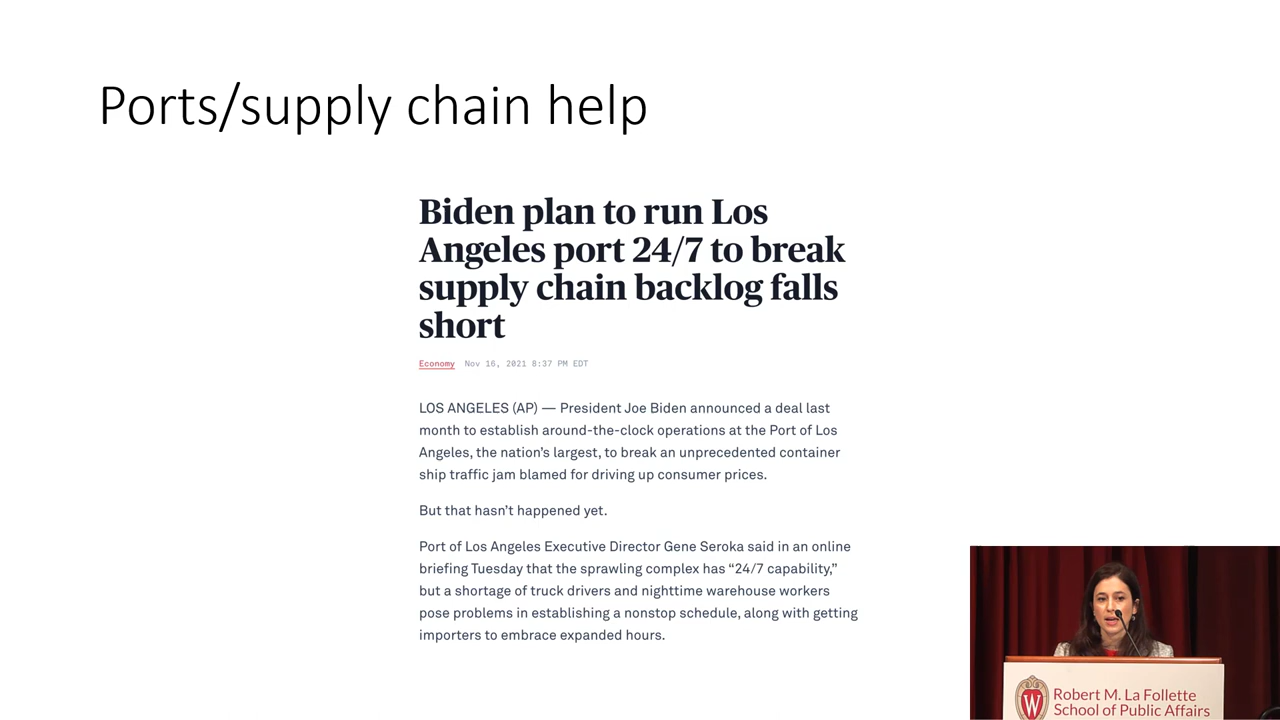 Ports/supply chain help
Biden plan to run Los
Angeles port 24/7 to break
supply chain backlog falls
short
Economy Nov 16, 2021 8:37 PM EDT
LOS ANGELES (AP) — President Joe Biden announced a deal last
month to establish around-the-clock operations at the Port of Los
Angeles, the nation's largest, to break an unprecedented container
ship traffic jam blamed for driving up consumer prices.
But that hasn't happened yet.
Port of Los Angeles Executive Director Gene Seroka said in an online
briefing Tuesday that the sprawling complex has “24/7 capability,”
but a shortage of truck drivers and nighttime warehouse workers
pose problems in establishing a nonstop schedule, along with getting
importers to embrace expanded hours.
W
Robert M. La Follette
School of Public Affairs